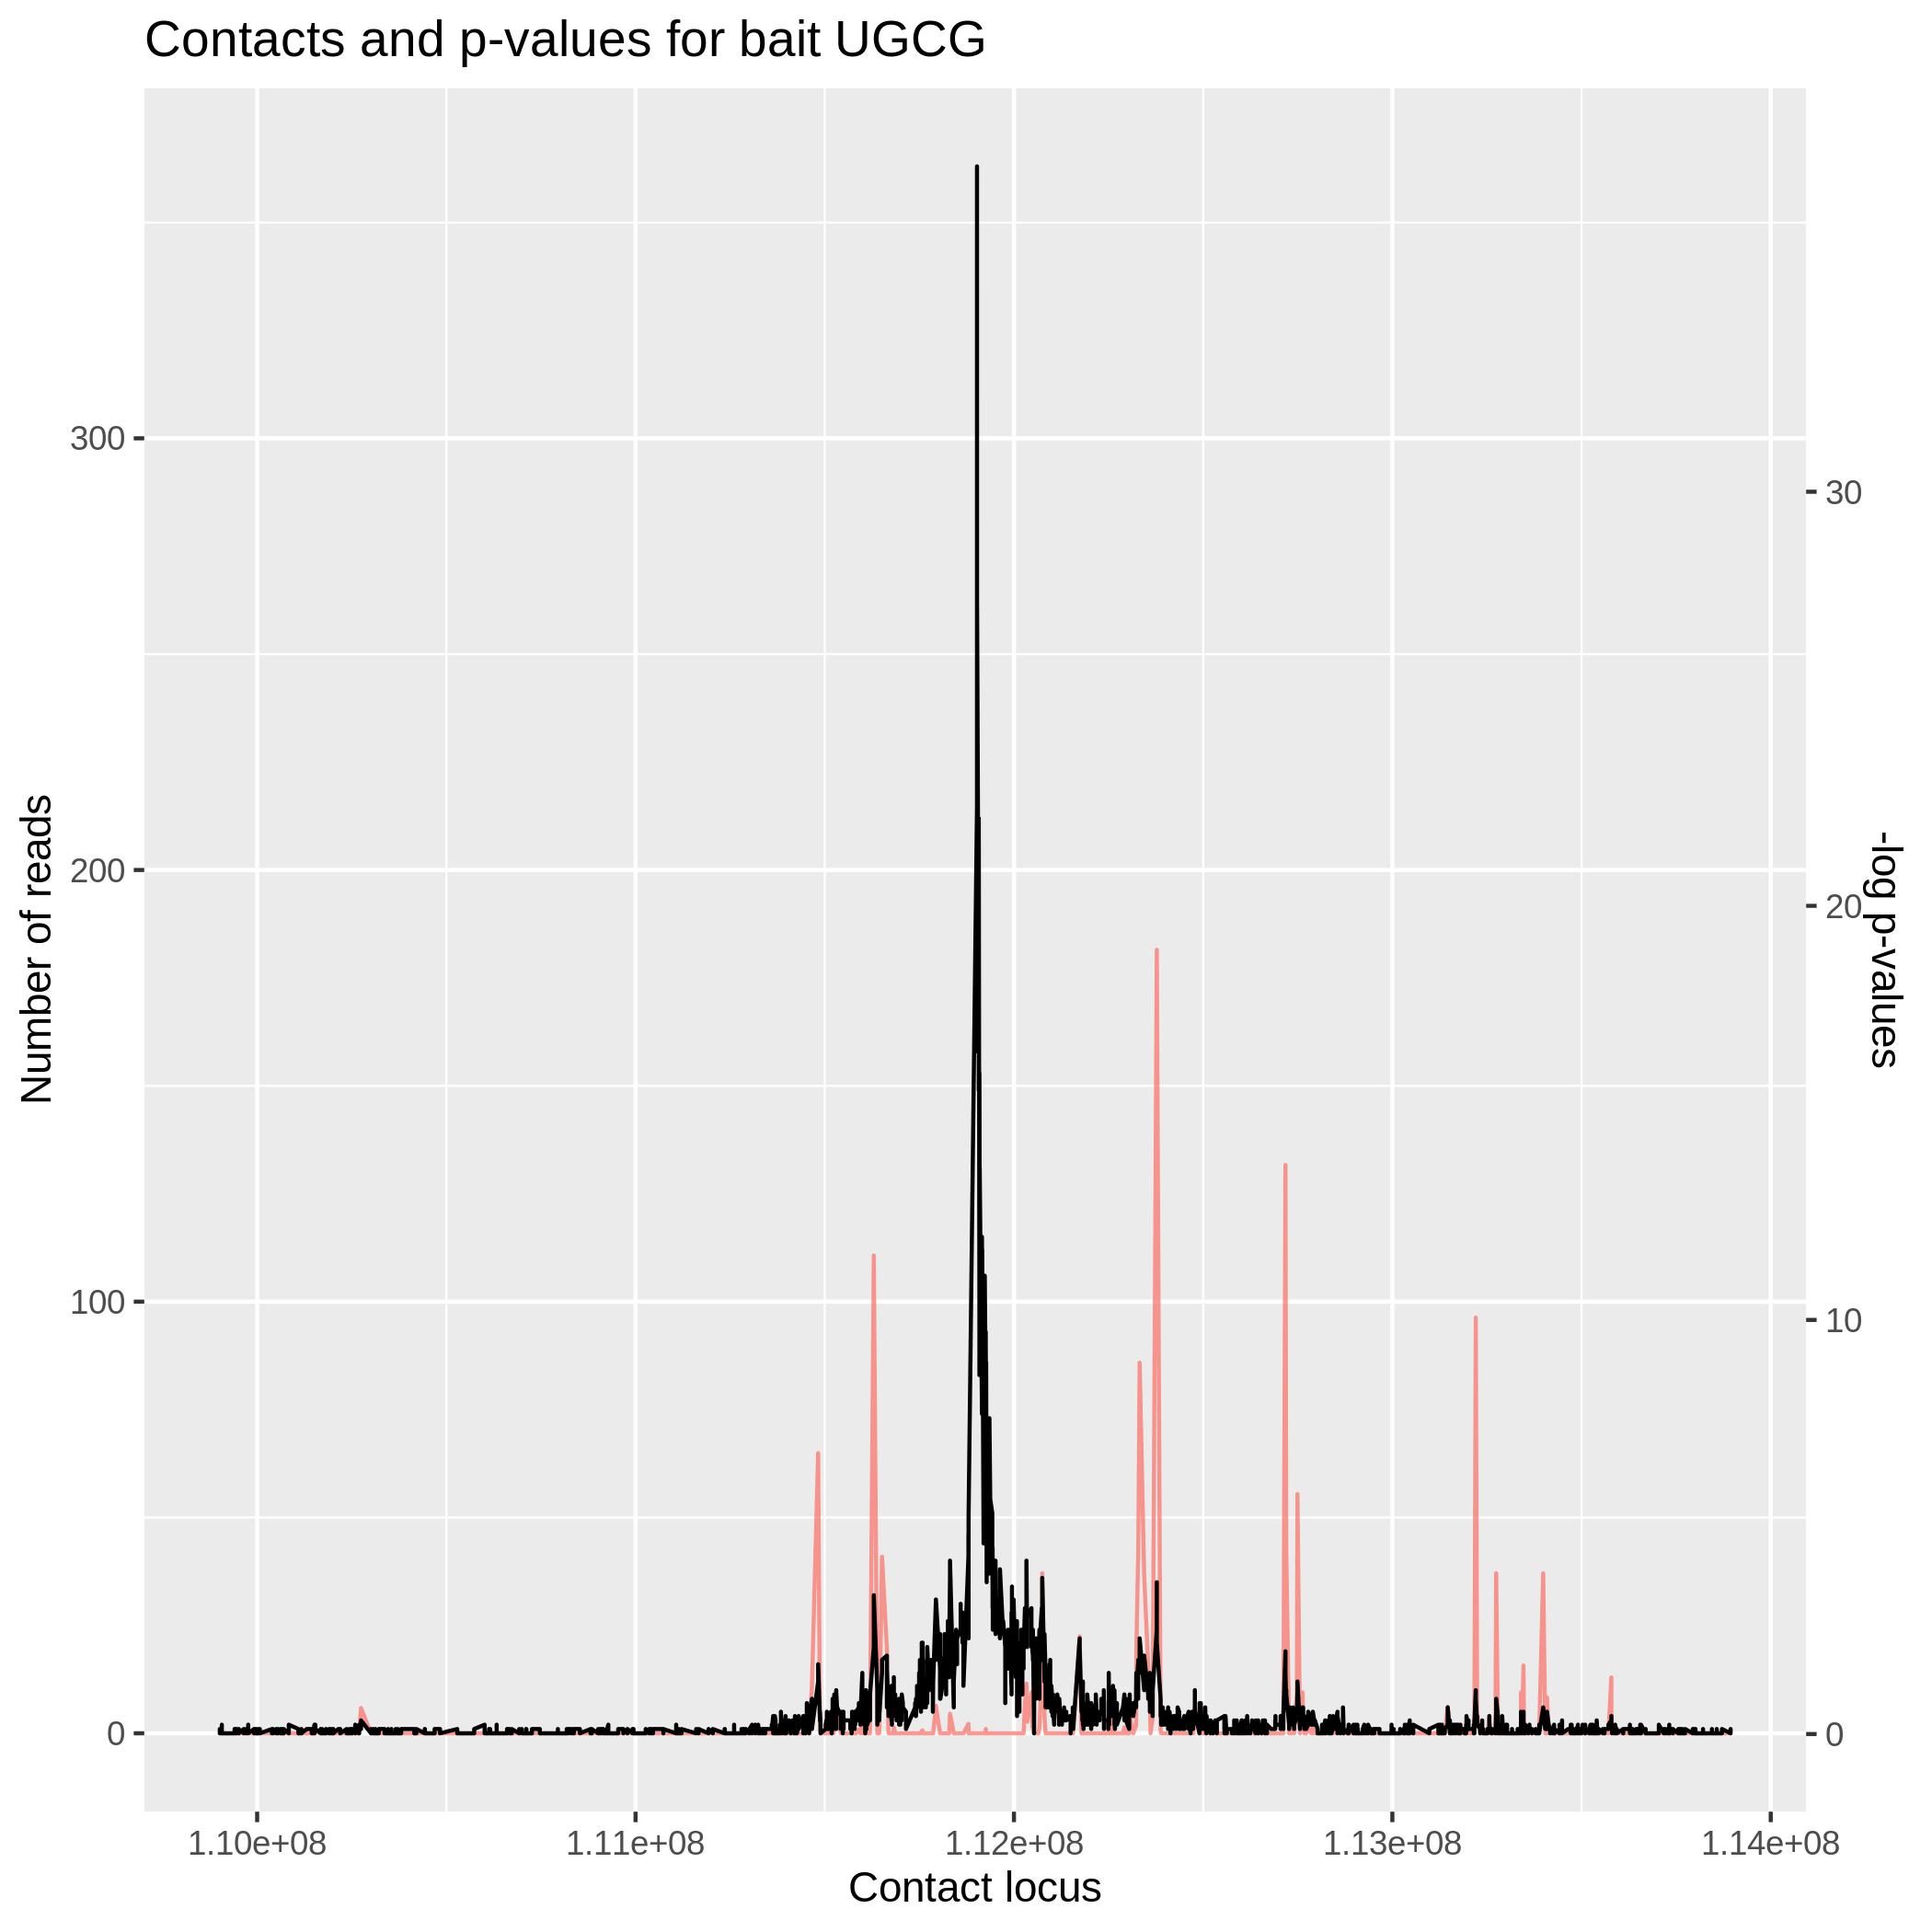 Contacts and p-values for bait UGCG
Number of reads
300
200
100
0
30
20
10
0
-log p-values
1.10e+08
1.11e+08
1.12e+08
1.13e+08
1.14e+08
Contact locus